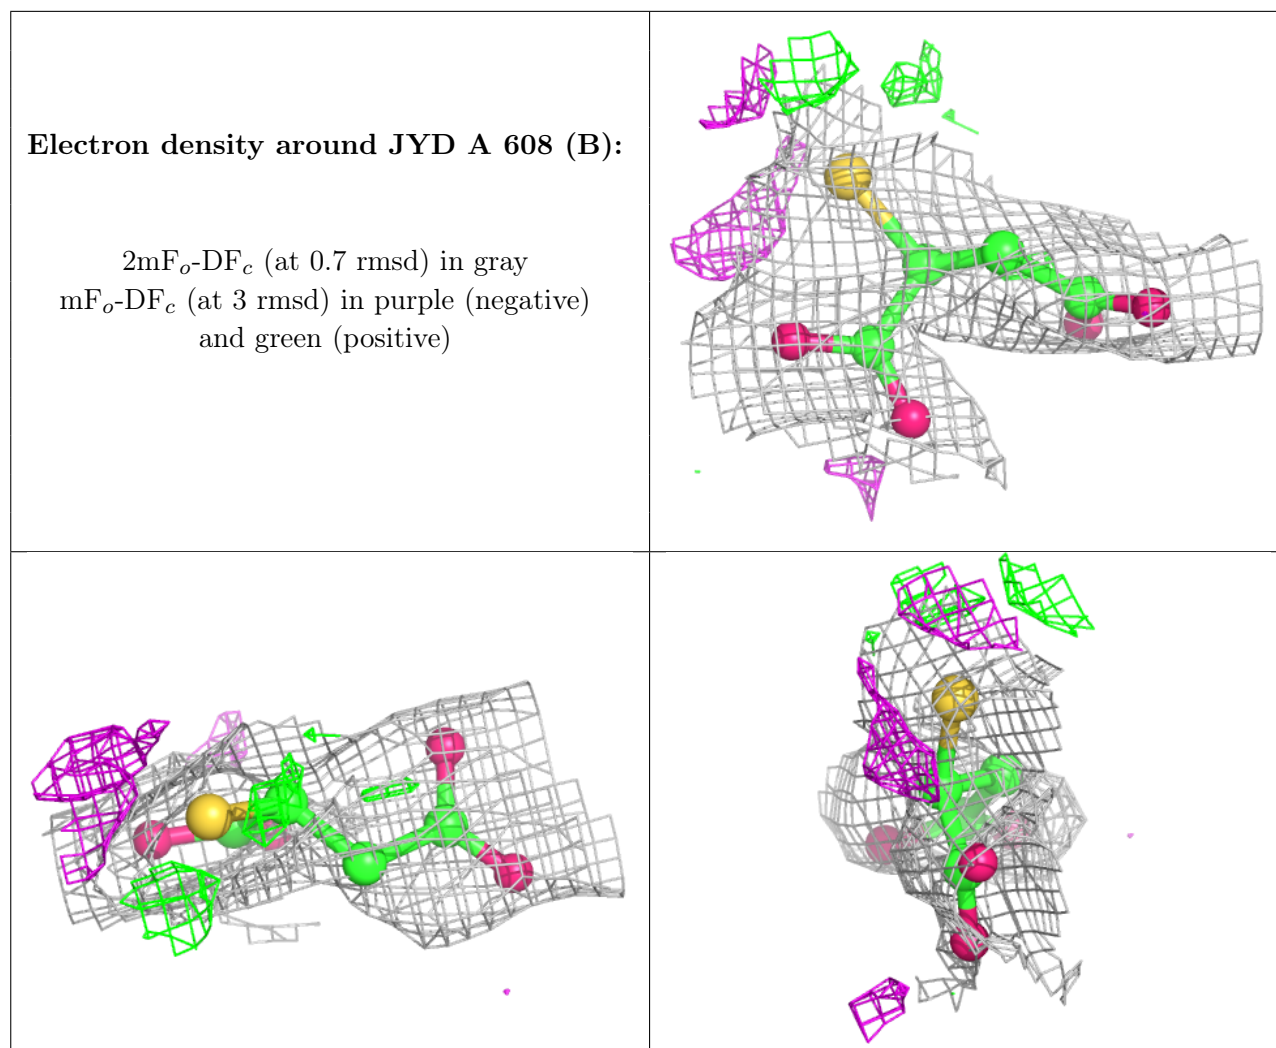 Electron density around JYD A 608 (B):
2mFo-DFc (at 0.7 rmsd) in gray
mFo-DFc (at 3 rmsd) in purple (negative)
and green (positive)